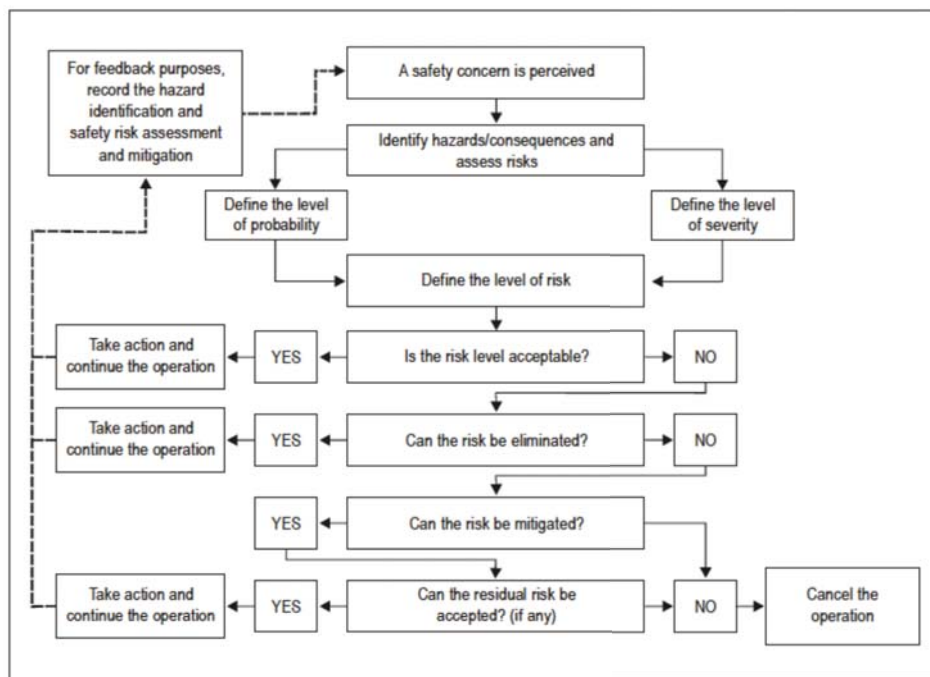 For feedback purposes,
record the hazard
identification and
safety risk assessment
and mitigation
A safety concern is perceived
Identify hazards/consequences and
assess risks
Define the level
of probability
Define the level
of severity
Define the level of risk
Take action and
continue the operation
YES
Is the risk level acceptable?
NO
Take action and
continue the operation
YES
Can the risk be eliminated?
NO
YES
Can the risk be mitigated?
Take action and
continue the operation
YES
Can the residual risk be
accepted? (if any)
NO
Cancel the
operation